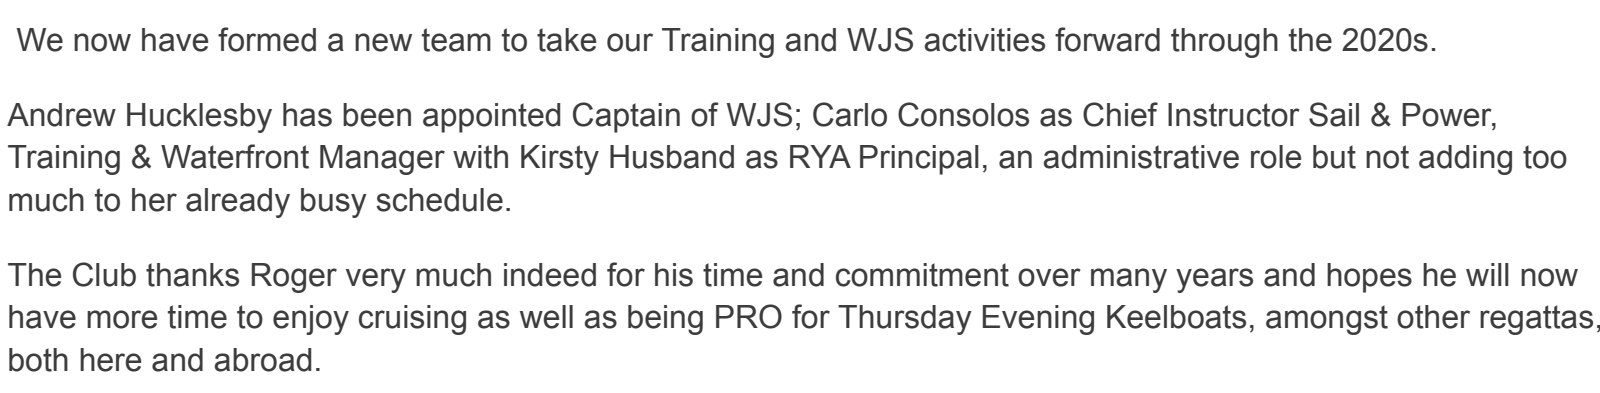 We now have formed a new team to take our Training and WJS activities forward through the 2020s.
Andrew Hucklesby has been appointed Captain of WJS; Carlo Consolos as Chief Instructor Sail & Power,
Training & Waterfront Manager with Kirsty Husband as RYA Principal, an administrative role but not adding too
much to her already busy schedule.
The Club thanks Roger very much indeed for his time and commitment over many years and hopes he will now
have more time to enjoy cruising as well as being PRO for Thursday Evening Keelboats, amongst other regattas,
both here and abroad.